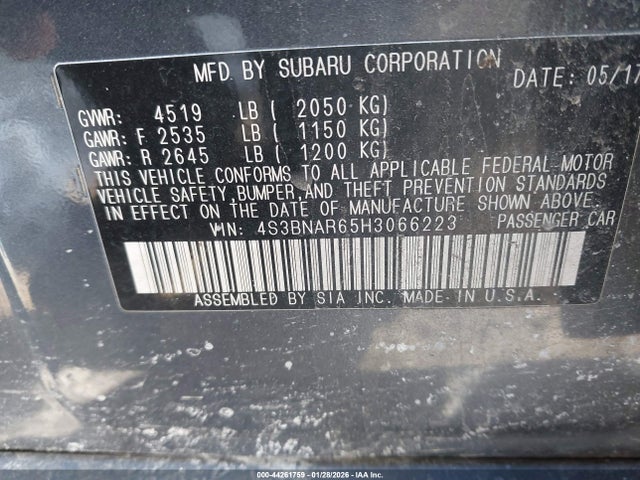 MFD. BY SUBARU CORPORATION DATE: 05/17
GVWR: 4519 LB ( 2050 KG)
GAWR: F 2535 LB ( 1150 KG)
GAWR: R 2645 LB ( 1200 KG)
THIS VEHICLE CONFORMS TO ALL APPLICABLE FEDERAL MOTOR
VEHICLE SAFETY, BUMPER, AND THEFT PREVENTION STANDARDS
IN EFFECT ON THE DATE OF MANUFACTURE SHOWN ABOVE.
VIN: 4S3BNAR65H3066223 PASSENGER CAR
ASSEMBLED BY SIA INC. MADE IN U.S.A.
000-44261759 | 01/28/2026 - IAA Inc.